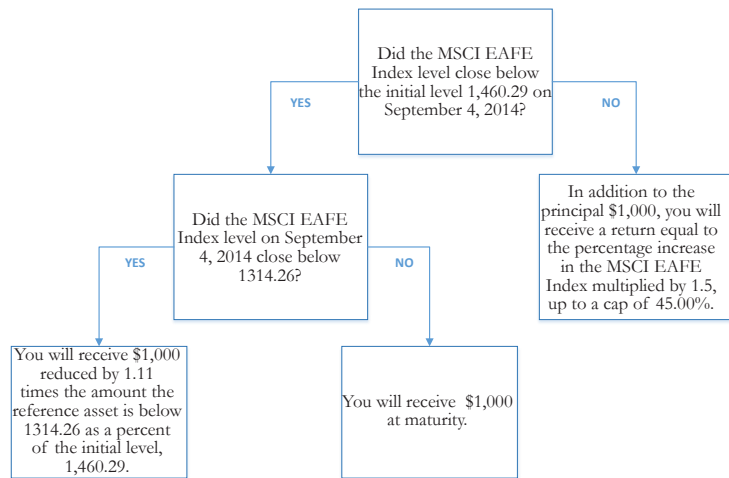 Did the MSCI EAFE
Index level close below
the initial level 1,460.29 on
September 4, 2014?
YES
NO
Did the MSCI EAFE
Index level on September
4, 2014 close below
1314.26?
In addition to the
principal $1,000, you will
receive a return equal to
the percentage increase
in the MSCI EAFE
Index multiplied by 1.5,
up to a cap of 45.00%.
YES
NO
You will receive $1,000
reduced by 1.11
times the amount the
reference asset is below
1314.26 as a percent
of the initial level,
1,460.29.
You will receive $1,000
at maturity.